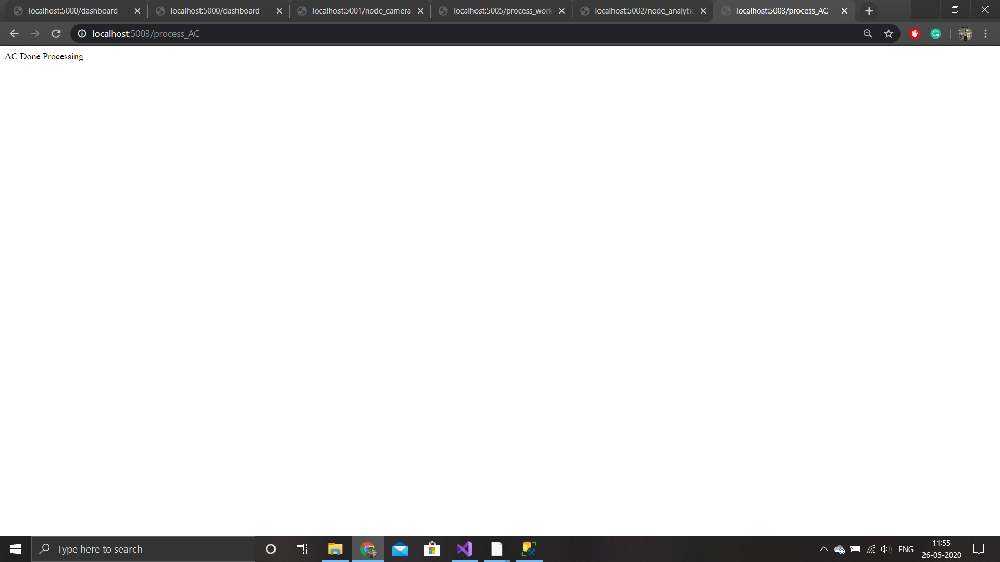 localhost:5000/dashboard
localhost:5000/dashboard
localhost:5001/node_camera
localhost:5005/process_work
localhost:5002/node_analytic
localhost:5003/process_AC
localhost:5003/process_AC
AC Done Processing
Type here to search
ENG
11:55
26-05-2020